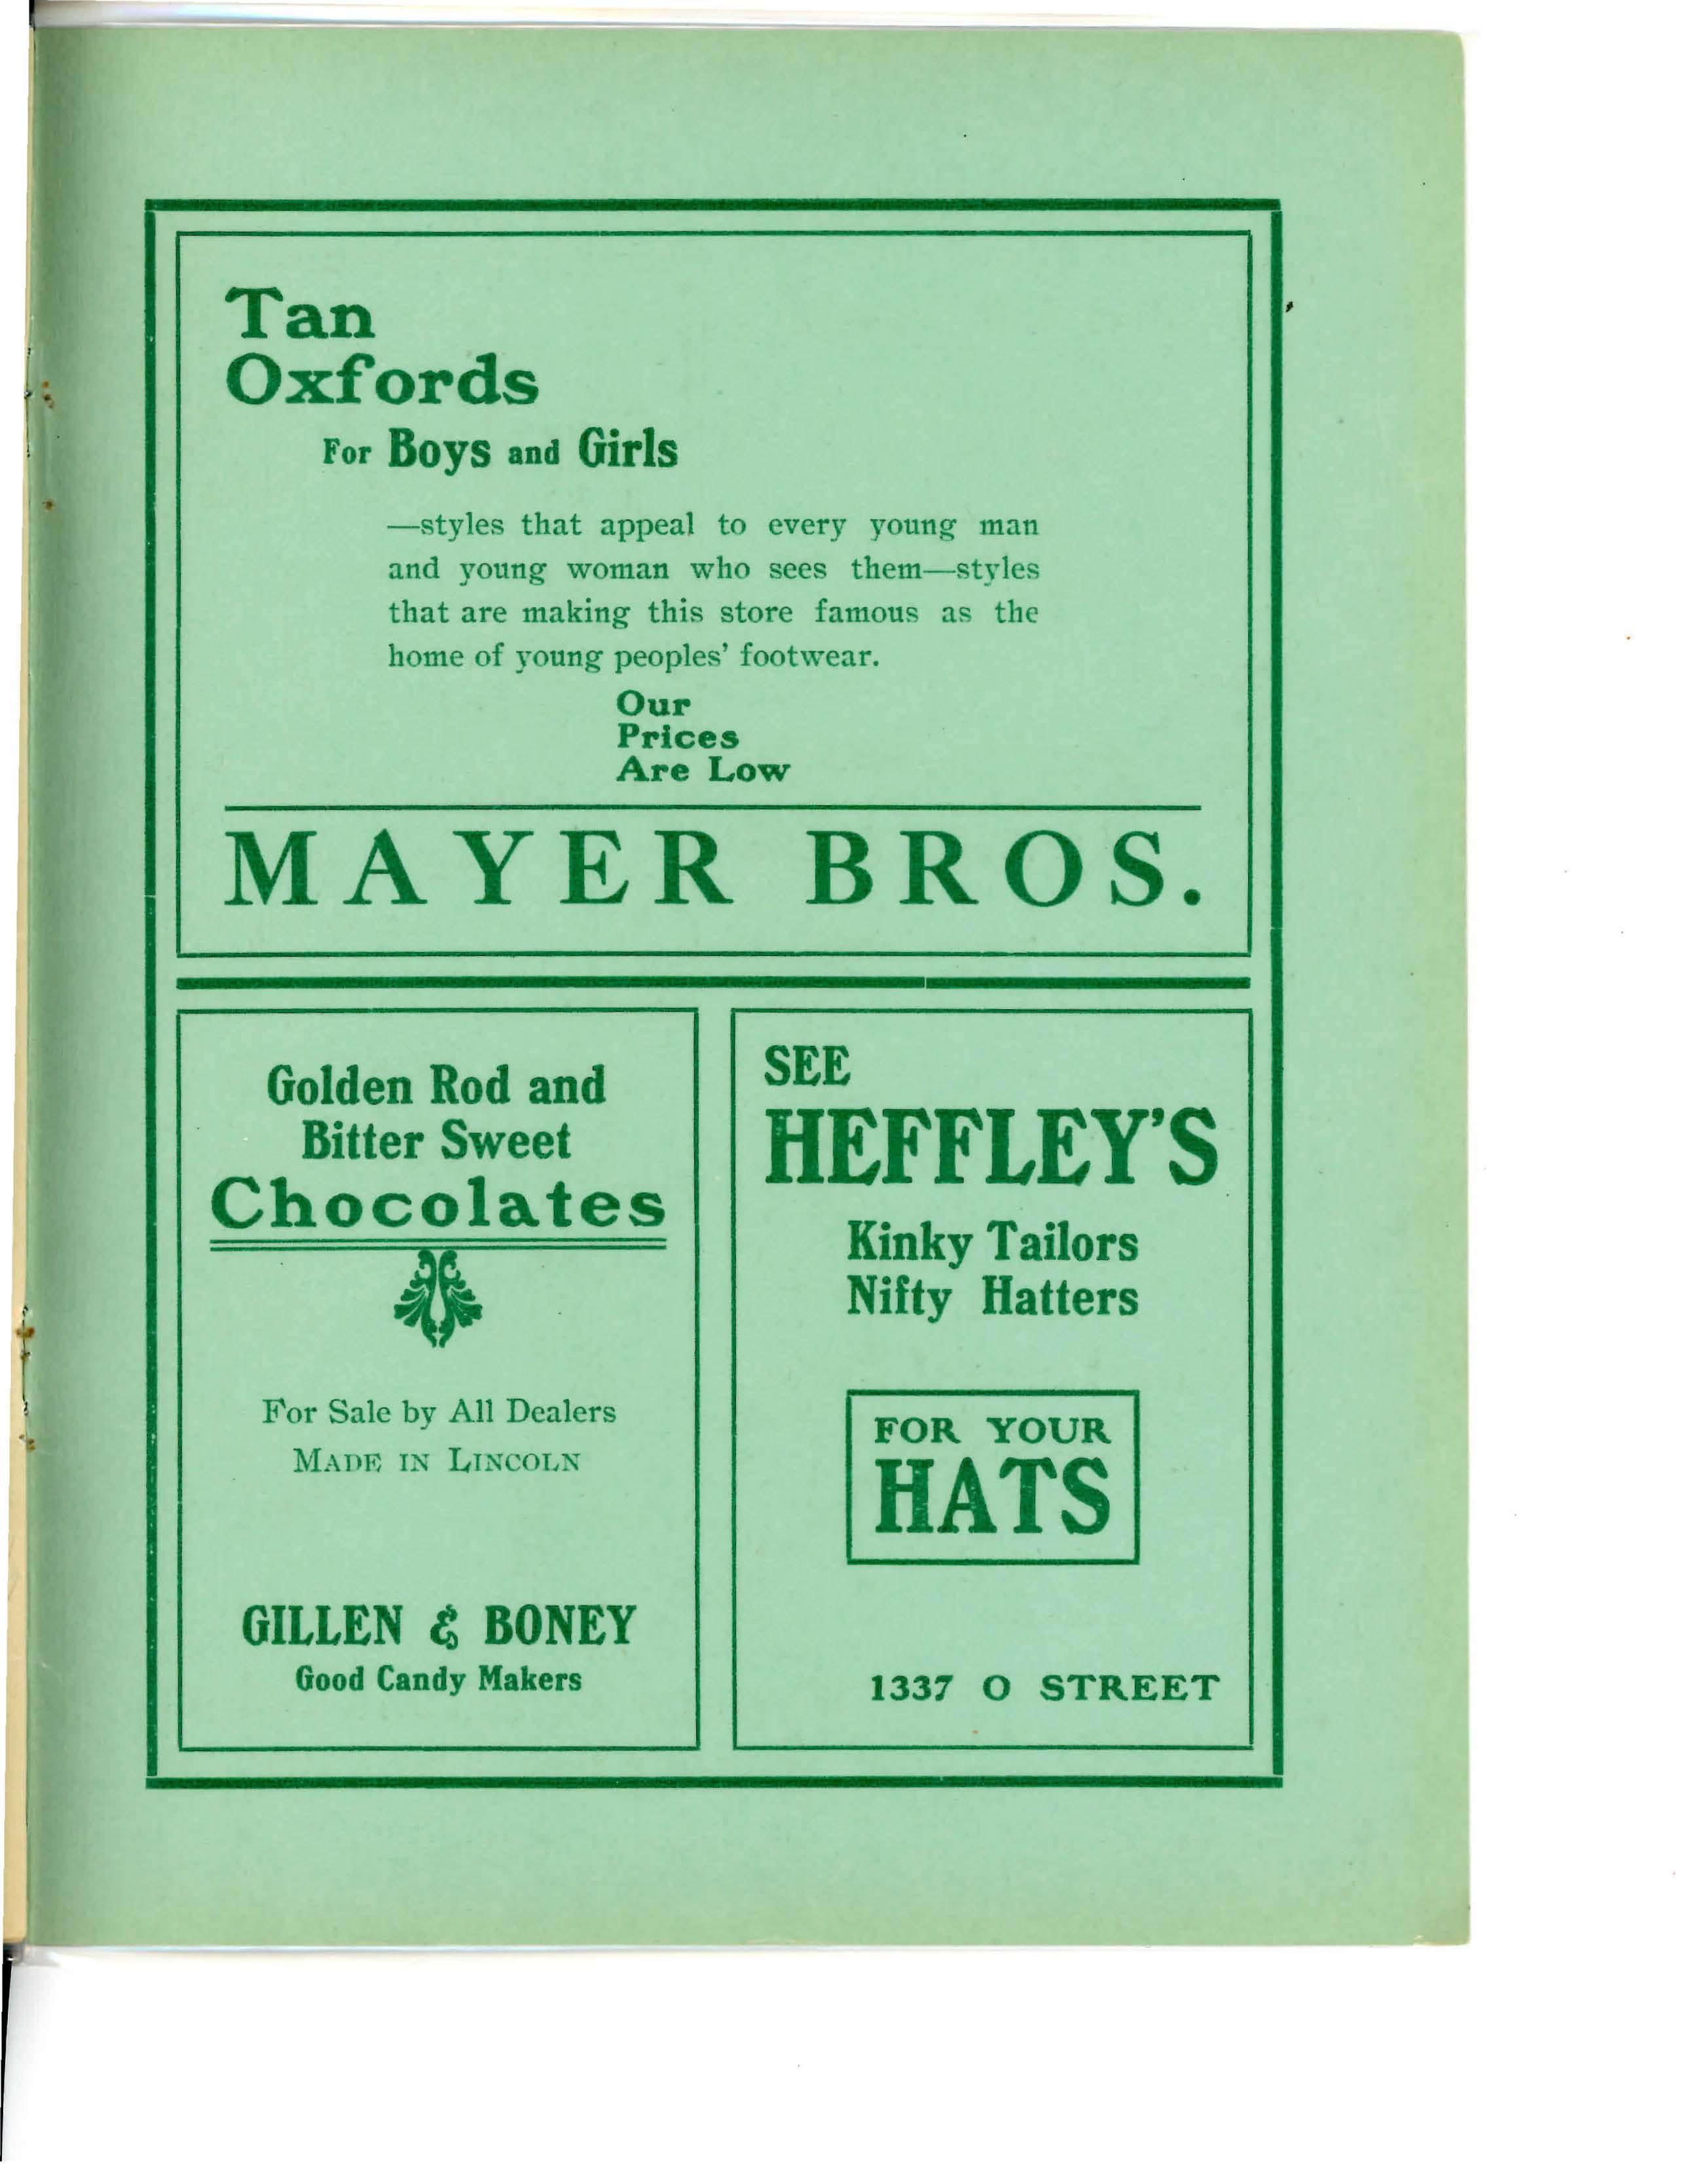 Tan
Oxfords
For Boys and Girls
—styles that appeal to every young man
and young woman who sees them—styles
that are making this store famous as the
home of young peoples' footwear.
Our
Prices
Are Low
MAYER BROS.
Golden Rod and
Bitter Sweet
Chocolates
For Sale by All Dealers
MADE IN LINCOLN
GILLEN & BONEY
Good Candy Makers
SEE
HEFFLEY'S
Kinky Tailors
Nifty Hatters
FOR YOUR
HATS
1337 O STREET